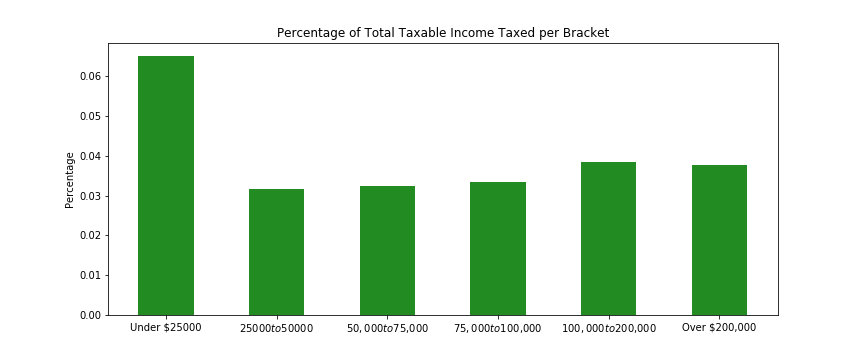 Percentage of Total Taxable Income Taxed per Bracket
Percentage
0.06
0.05
0.04
0.03
0.02
0.01
0.00
Under $25000
25000to50000
50,000to75,000
75,000to100,000
100,000to200,000
Over $200,000